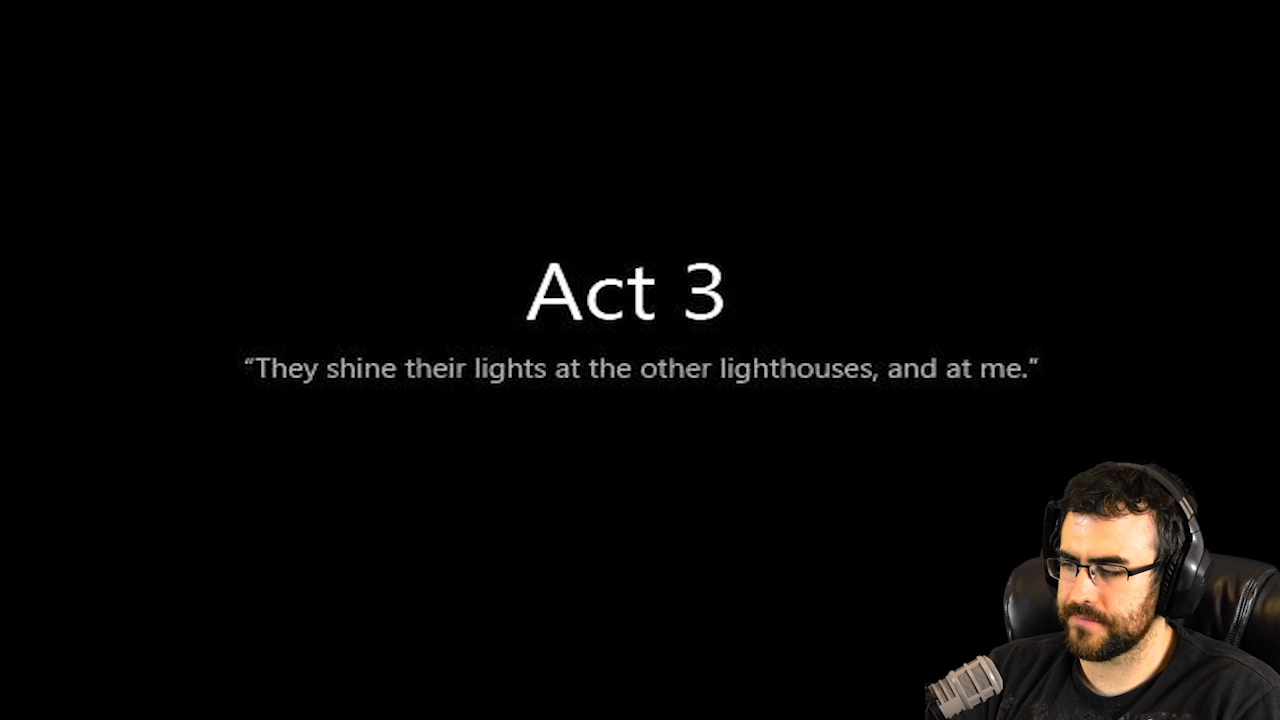 Act 3
“They shine their lights at the other lighthouses, and at me.”